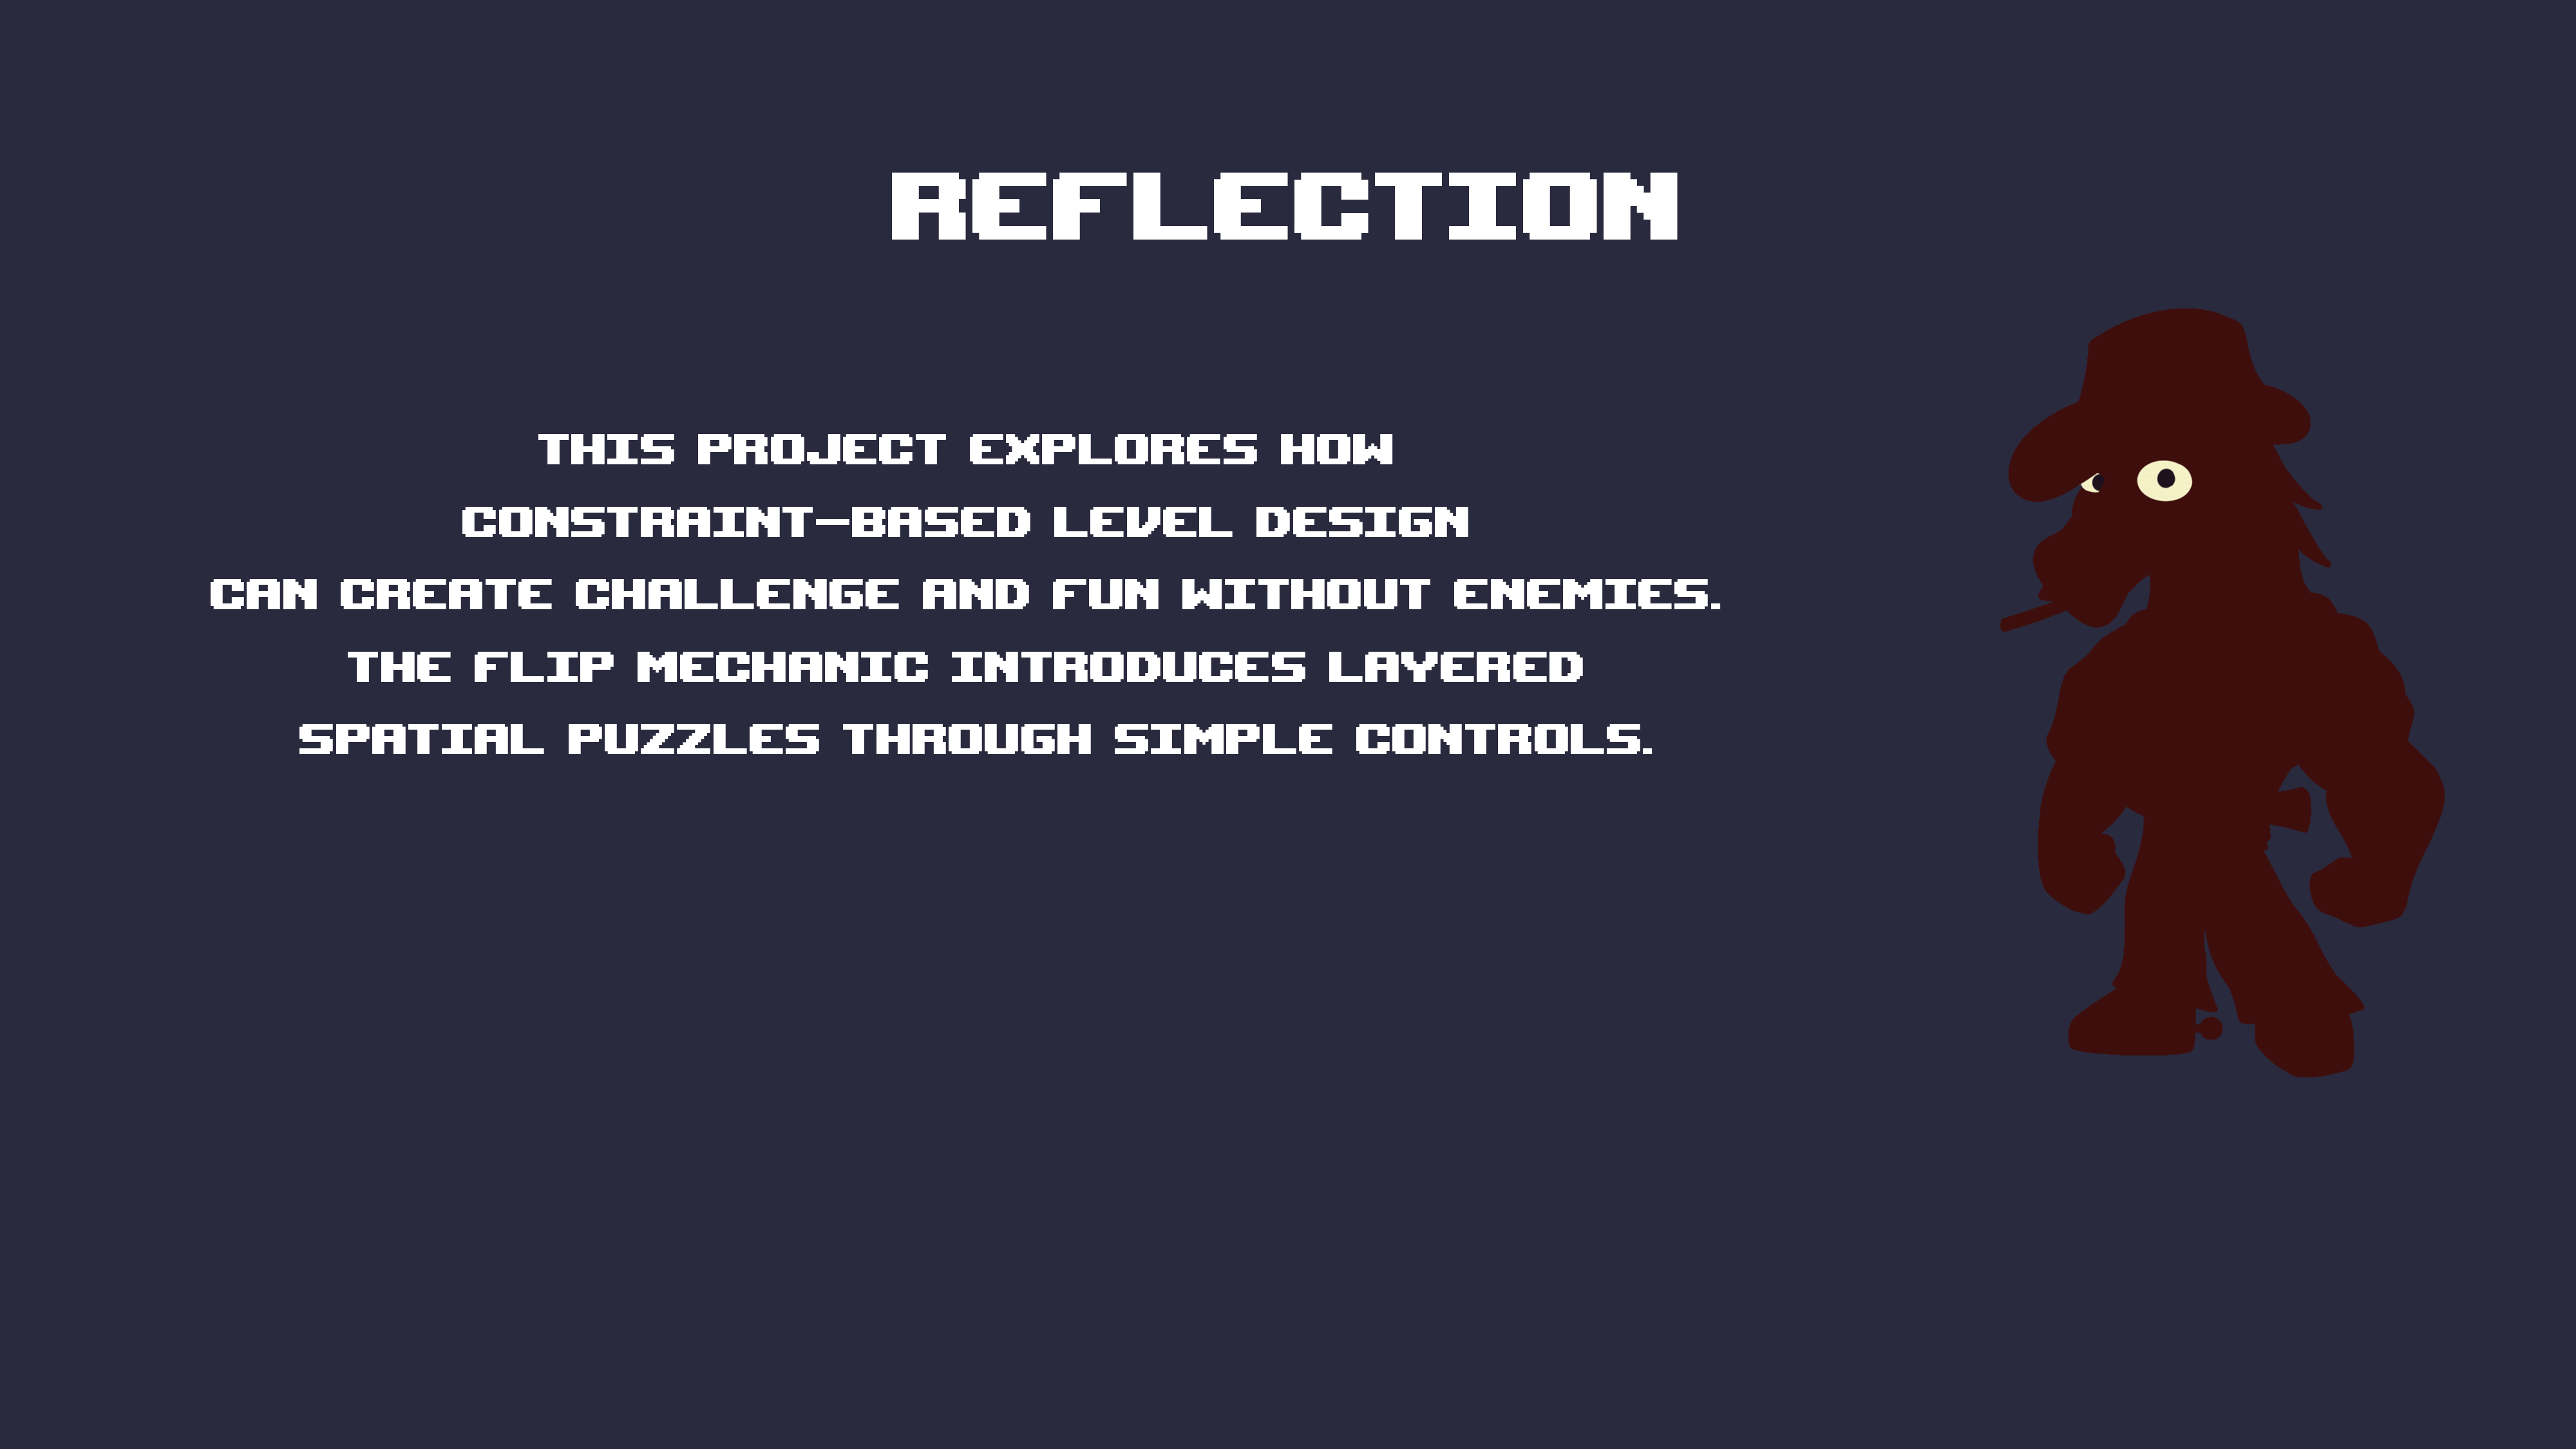 REFLECTION
THIS PROJECT EXPLORES HOW
CONSTRAINT-BASED LEVEL DESIGN
CAN CREATE CHALLENGE AND FUN WITHOUT ENEMIES.
THE FLIP MECHANIC INTRODUCES LAYERED
SPATIAL PUZZLES THROUGH SIMPLE CONTROLS.